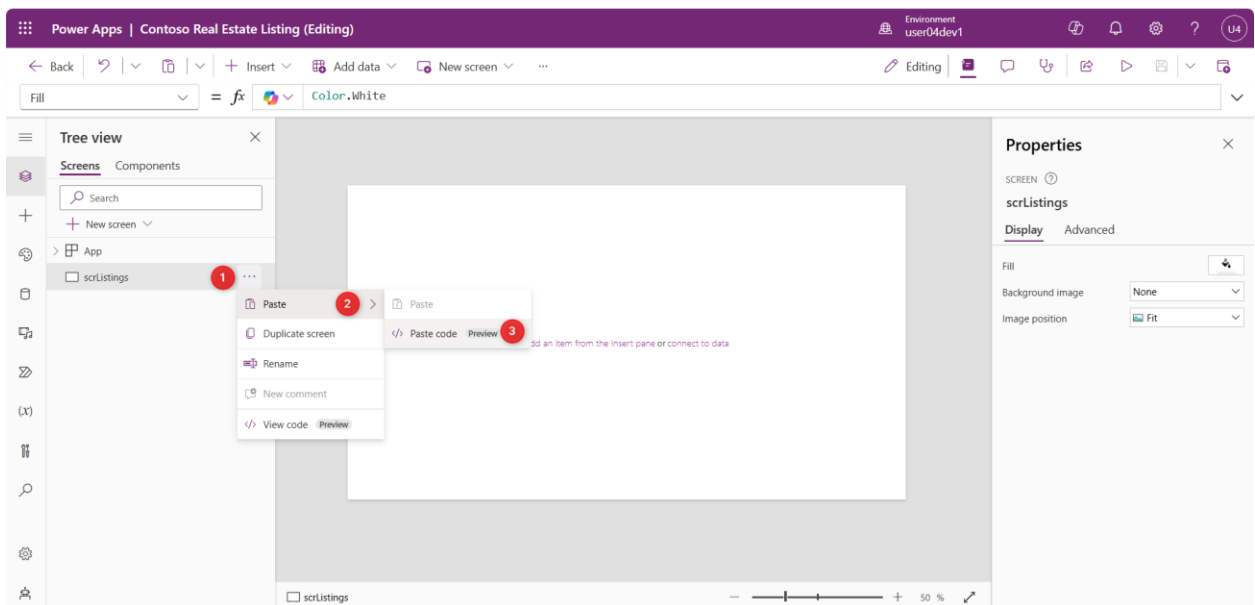 Power Apps | Contoso Real Estate Listing (Editing)
Environment
user04dev1
?
U4
Back
Insert
Add data
New screen
...
Editing
Fill
= fx
Color.White
Tree view
Screens Components
Search
New screen
App
scrListings
1
...
Paste
2
Paste
Duplicate screen
Paste code Preview
3
Rename
New comment
View code Preview
dd an item from the Insert pane or connect to data
(x)
Properties
SCREEN ?
scrListings
Display Advanced
Fill
Background image None
Image position Fit
scrListings
50 %